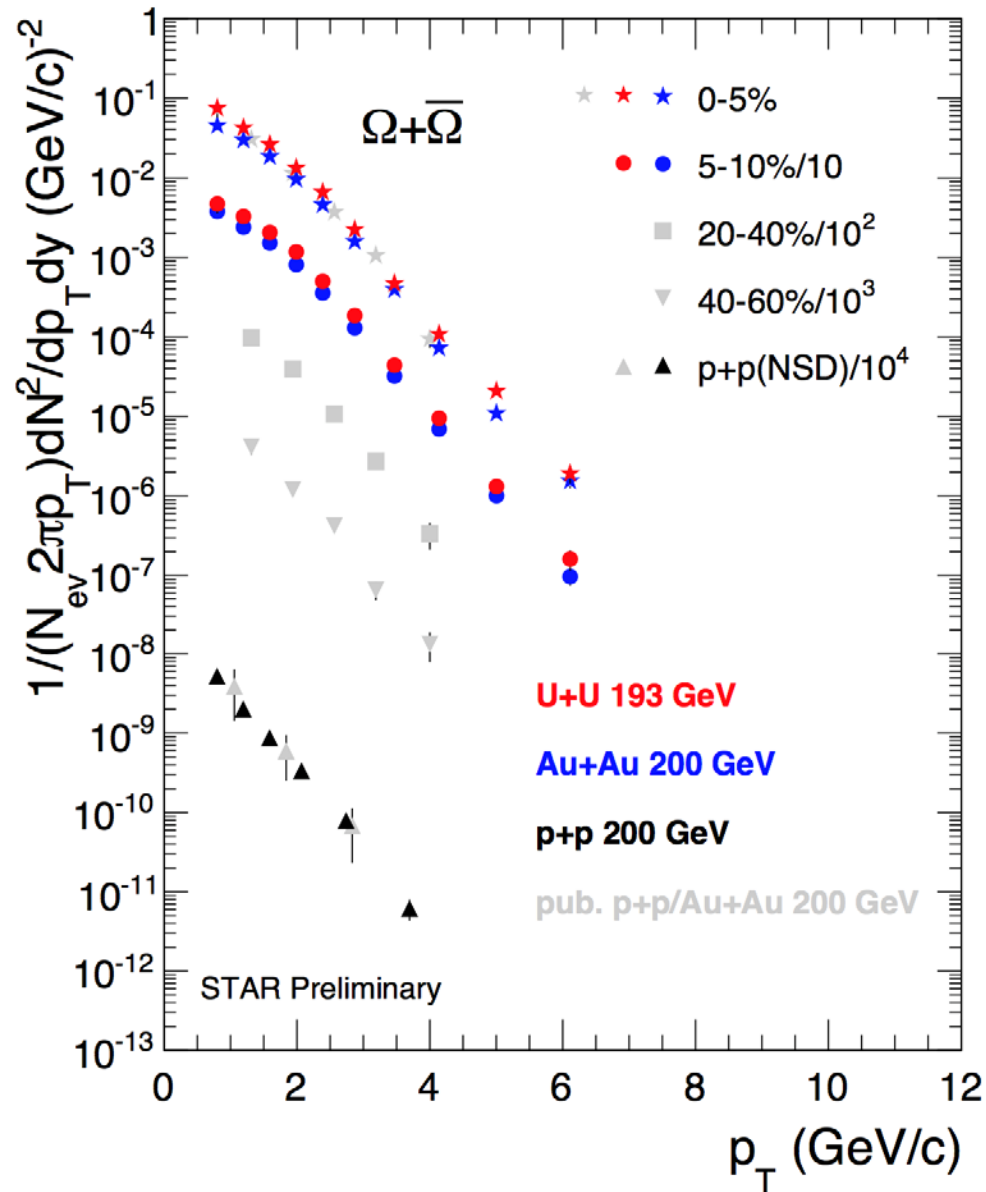 1/(N_ev 2πp_T)dN²/dp_T dy (GeV/c)⁻²
1
10⁻¹
10⁻²
10⁻³
10⁻⁴
10⁻⁵
10⁻⁶
10⁻⁷
10⁻⁸
10⁻⁹
10⁻¹⁰
10⁻¹¹
10⁻¹²
10⁻¹³
Ω+Ω̅
0-5%
5-10%/10
20-40%/10²
40-60%/10³
p+p(NSD)/10⁴
U+U 193 GeV
Au+Au 200 GeV
p+p 200 GeV
pub. p+p/Au+Au 200 GeV
STAR Preliminary
0 2 4 6 8 10 12
p_T (GeV/c)